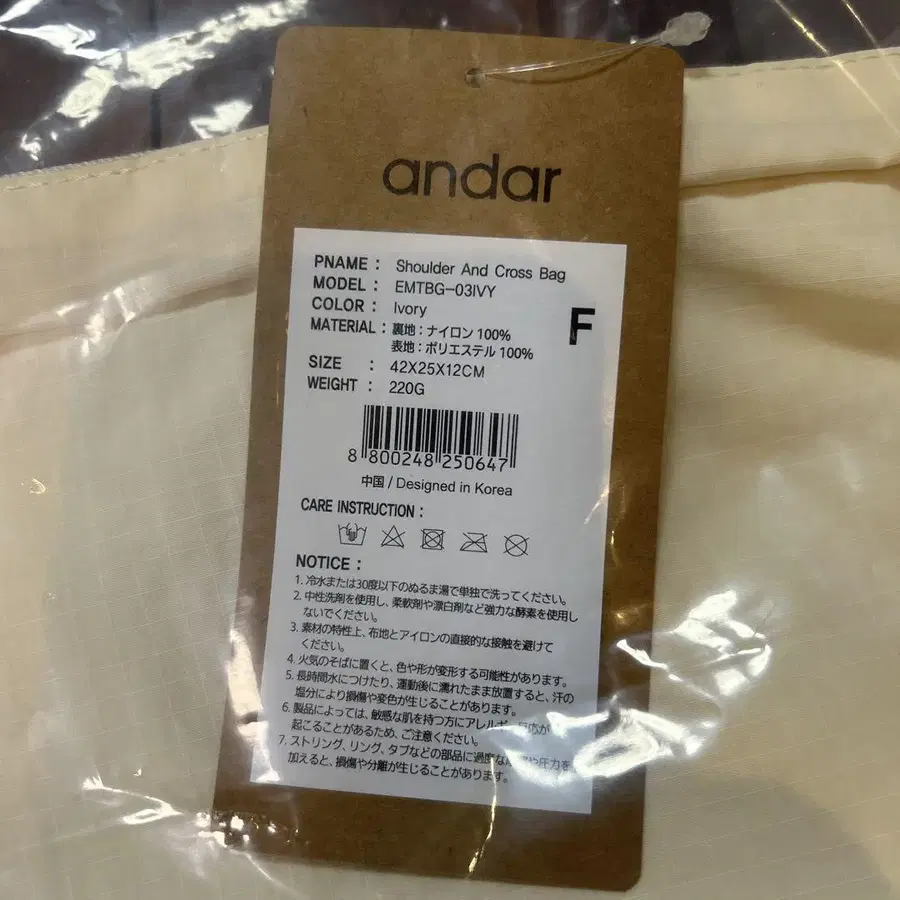 andar
PNAME : Shoulder And Cross Bag
MODEL : EMTBG-03IVY
COLOR : Ivory
F
MATERIAL : 裏地 : ナイロン 100%
表地 : ポリエステル 100%
SIZE : 42X25X12CM
WEIGHT : 220G
8 800248 250647
中国 / Designed in Korea
CARE INSTRUCTION :
NOTICE :
1. 冷水または30度以下のぬるま湯で単独で洗ってください。
2. 中性洗剤を使用し、柔軟剤や漂白剤など強力な酵素を使用し
ないでください。
3. 素材の特性上、布地とアイロンの直接的な接触を避けて
ください。
4. 火気のそばに置くと、色や形が変形する可能性があります。
5. 長時間水につけたり、運動後に濡れたまま放置すると、汗の
塩分により損傷や変色が生じることがあります。
6. 製品によっては、敏感な肌を持つ方にアレルギー反応が
起こることがあるため、ご注意ください。
7. ストリング、リング、タブなどの部品に過度な や圧力を
加えると、損傷や分離が生じることがあります。